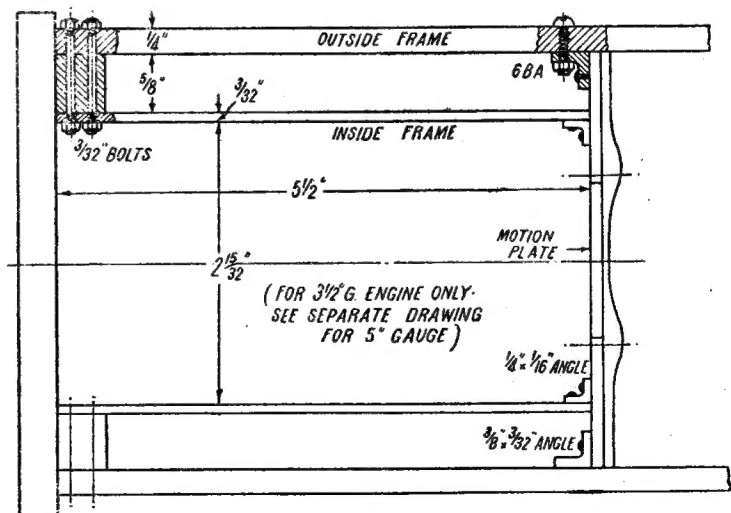 1/4"
OUTSIDE FRAME
5/8"
3/32"
6BA
INSIDE FRAME
3/32" BOLTS
5 1/2"
MOTION
PLATE
2 15/32"
(FOR 3 1/2" G. ENGINE ONLY-
SEE SEPARATE DRAWING
FOR 5" GAUGE)
1/4" × 1/16" ANGLE
3/8" × 3/32" ANGLE